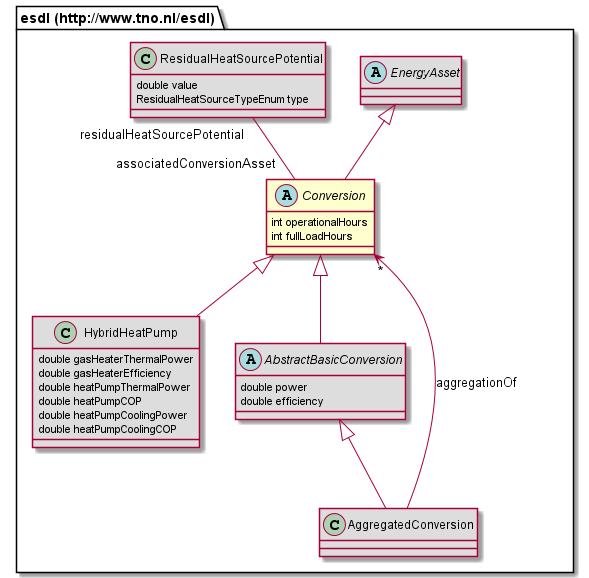 esdl (http://www.tno.nl/esdl)
C ResidualHeatSourcePotential
double value
ResidualHeatSourceTypeEnum type
A EnergyAsset
residualHeatSourcePotential
associatedConversionAsset
A Conversion
int operationalHours
int fullLoadHours
*
C HybridHeatPump
double gasHeaterThermalPower
double gasHeaterEfficiency
double heatPumpThermalPower
double heatPumpCOP
double heatPumpCoolingPower
double heatPumpCoolingCOP
A AbstractBasicConversion
double power
double efficiency
aggregationOf
C AggregatedConversion